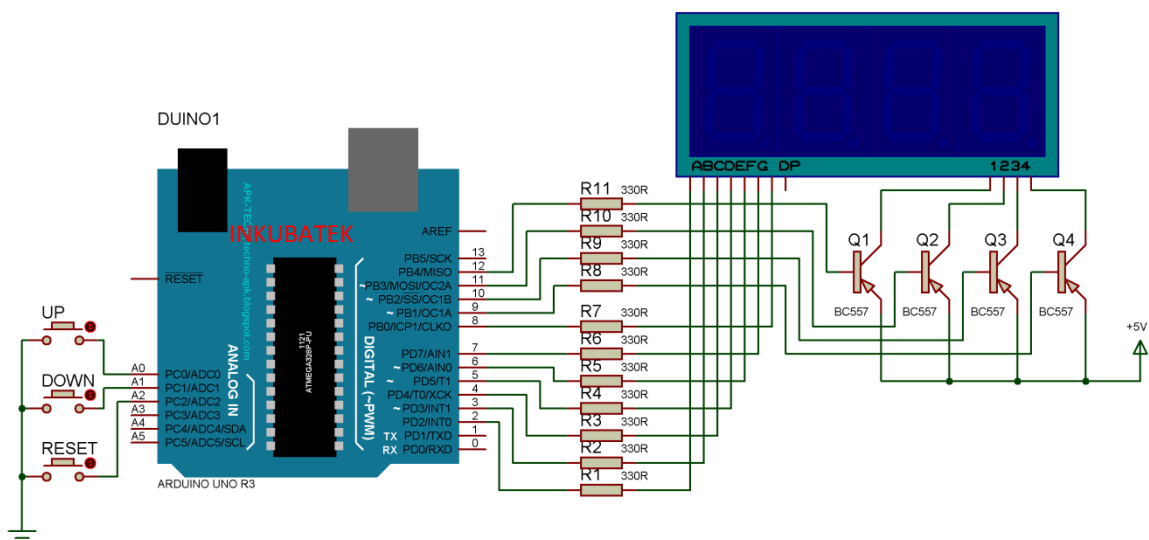 ABCDEFG DP
1234
DUINO1
INKUBATEK
RESET
AREF
PB5/SCK 13
PB4/MISO 12
~PB3/MOSI/OC2A 11
~ PB2/SS/OC1B 10
~ PB1/OC1A 9
PB0/ICP1/CLKO 8
PD7/AIN1 7
~ PD6/AIN0 6
~ PD5/T1 5
PD4/T0/XCK 4
~ PD3/INT1 3
PD2/INT0 2
TX PD1/TXD 1
RX PD0/RXD 0
DIGITAL (~PWM)
ANALOG IN
1121
ATMEGA328P-PU
A0 PC0/ADC0
A1 PC1/ADC1
A2 PC2/ADC2
A3 PC3/ADC3
A4 PC4/ADC4/SDA
A5 PC5/ADC5/SCL
ARDUINO UNO R3
UP
DOWN
RESET
R11 330R
R10 330R
R9 330R
R8 330R
R7 330R
R6 330R
R5 330R
R4 330R
R3 330R
R2 330R
R1 330R
Q1
BC557
Q2
BC557
Q3
BC557
Q4
BC557
+5V